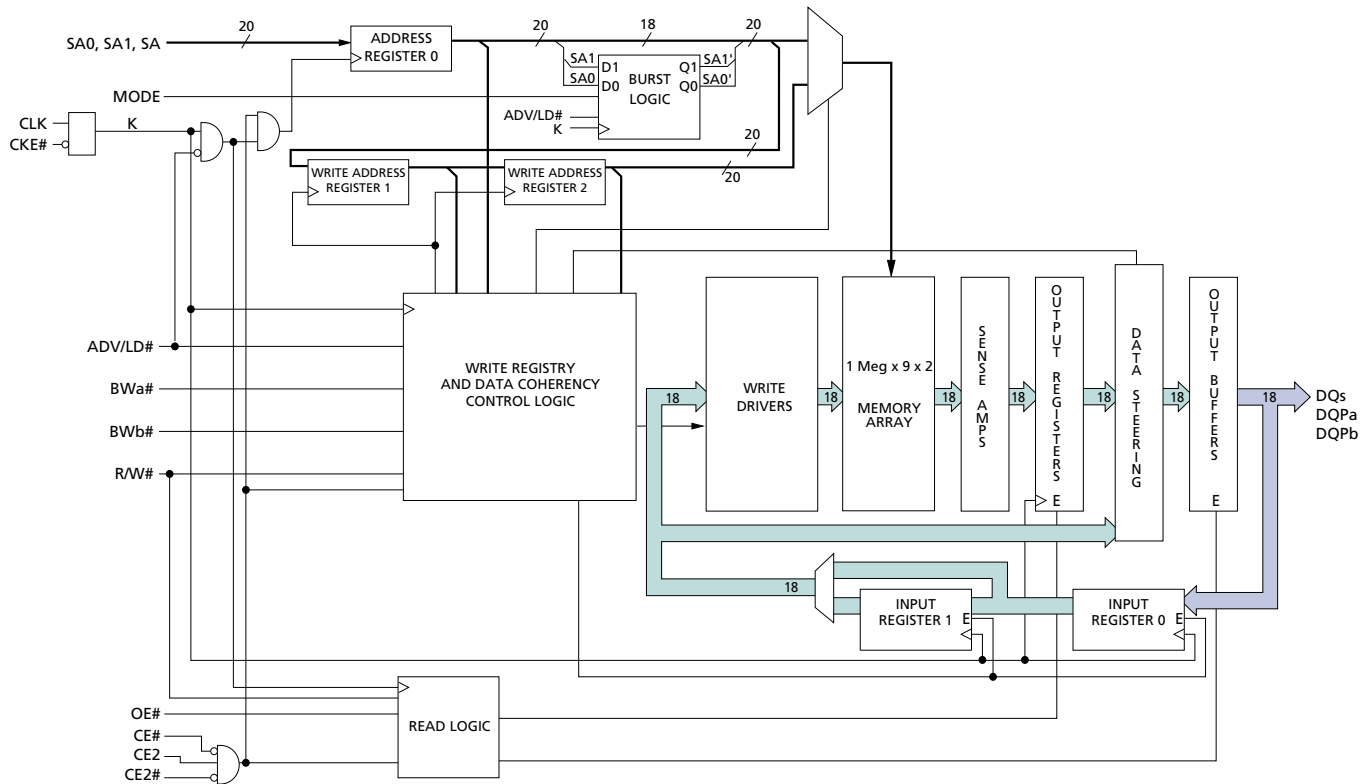 20
20
18
20
SA0, SA1, SA
ADDRESS
REGISTER 0
SA1
D1
Q1
SA1'
SA0
D0
Q0
SA0'
BURST
LOGIC
MODE
ADV/LD#
K
CLK
K
CKE#
20
20
WRITE ADDRESS
REGISTER 1
WRITE ADDRESS
REGISTER 2
ADV/LD#
BWa#
BWb#
R/W#
WRITE REGISTRY
AND DATA COHERENCY
CONTROL LOGIC
18
WRITE
DRIVERS
18
1 Meg x 9 x 2
MEMORY
ARRAY
18
SENSE AMPS
18
OUTPUT REGISTERS
E
18
DATA STEERING
18
OUTPUT BUFFERS
E
18
DQs
DQPa
DQPb
18
INPUT
REGISTER 1
E
INPUT
REGISTER 0
E
READ LOGIC
OE#
CE#
CE2
CE2#